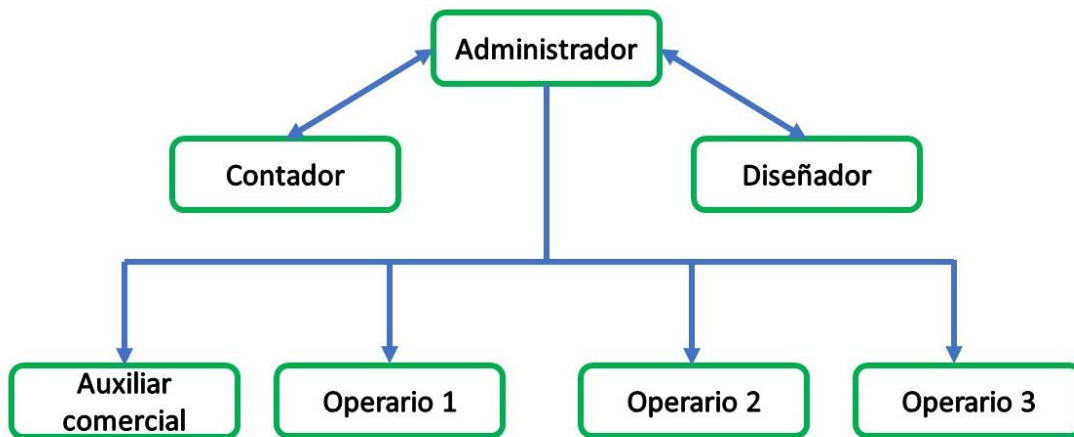 Administrador
Contador
Diseñador
Auxiliar
comercial
Operario 1
Operario 2
Operario 3